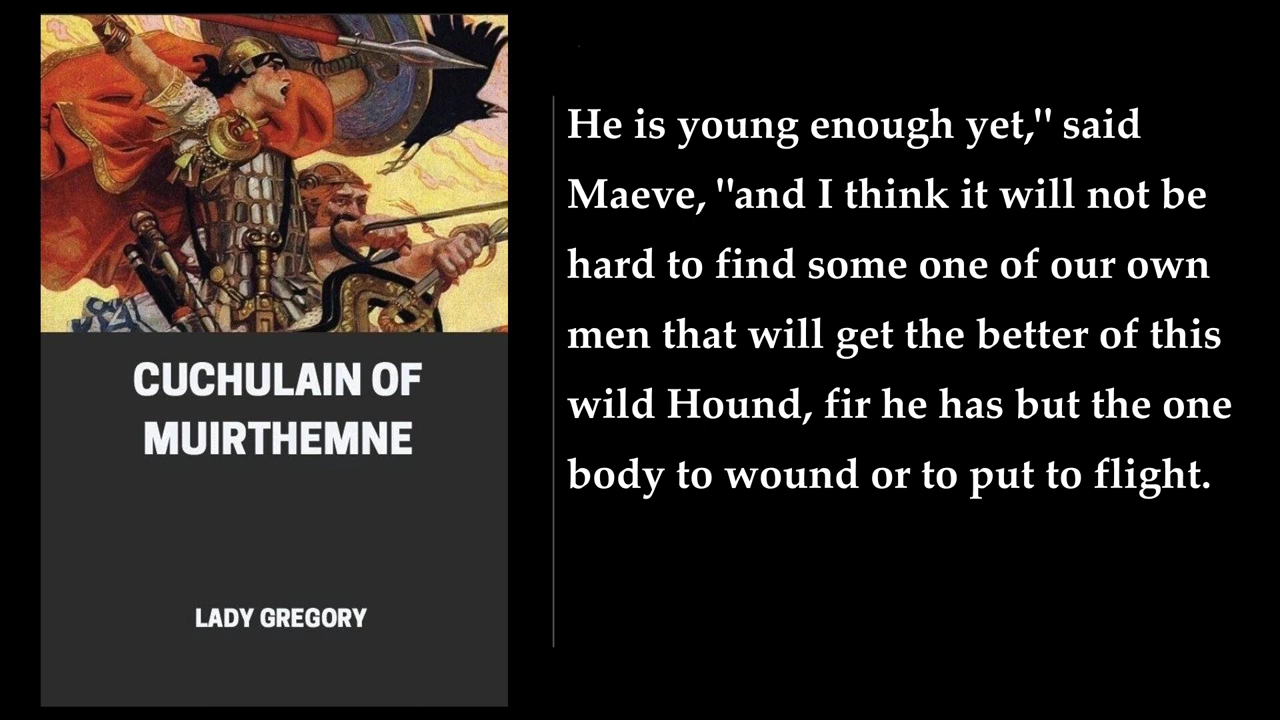 CUCHULAIN OF
MUIRTHEMNE
LADY GREGORY
He is young enough yet," said
Maeve, "and I think it will not be
hard to find some one of our own
men that will get the better of this
wild Hound, fir he has but the one
body to wound or to put to flight.